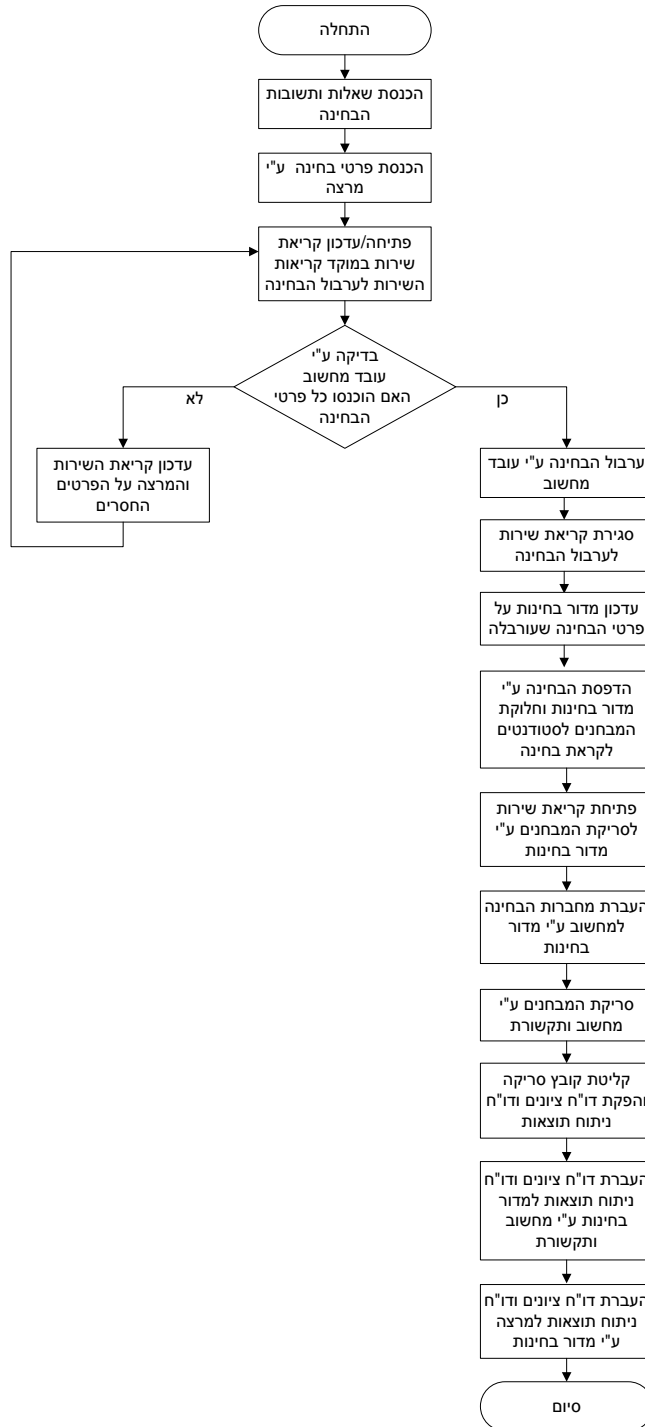 התחלה
הכנסת שאלות ותשובות
הבחינה
הכנסת פרטי בחינה ע"י
מרצה
פתיחה/עדכון קריאת
שירות במוקד קריאות
השירות לערבול הבחינה
בדיקה ע"י
עובד מחשוב
האם הוכנסו כל פרטי
הבחינה
כן
לא
עדכון קריאת השירות
והמרצה על הפרטים
החסרים
ערבול הבחינה ע"י עובד
מחשוב
סגירת קריאת שירות
לערבול הבחינה
עדכון מדור בחינות על
פרטי הבחינה שעורבלה
הדפסת הבחינה ע"י
מדור בחינות וחלוקת
המבחנים לסטודנטים
לקראת בחינה
פתיחת קריאת שירות
לסריקת המבחנים ע"י
מדור בחינות
העברת מחברות הבחינה
למחשוב ע"י מדור
בחינות
סריקת המבחנים ע"י
מחשוב ותקשורת
קליטת קובץ סריקה
והפקת דו"ח ציונים ודו"ח
ניתוח תוצאות
העברת דו"ח ציונים ודו"ח
ניתוח תוצאות למדור
בחינות ע"י מחשוב
ותקשורת
העברת דו"ח ציונים ודו"ח
ניתוח תוצאות למרצה
ע"י מדור בחינות
סיום